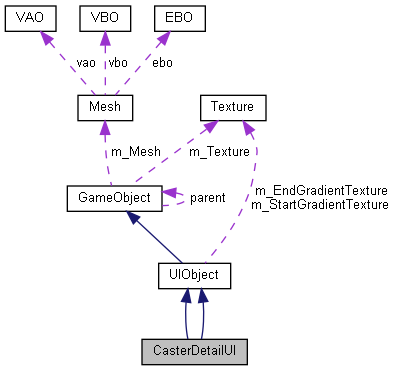 VAO
VBO
EBO
vao
vbo
ebo
Mesh
Texture
m_Mesh
m_Texture
GameObject
parent
m_EndGradientTexture
m_StartGradientTexture
UIObject
CasterDetailUI